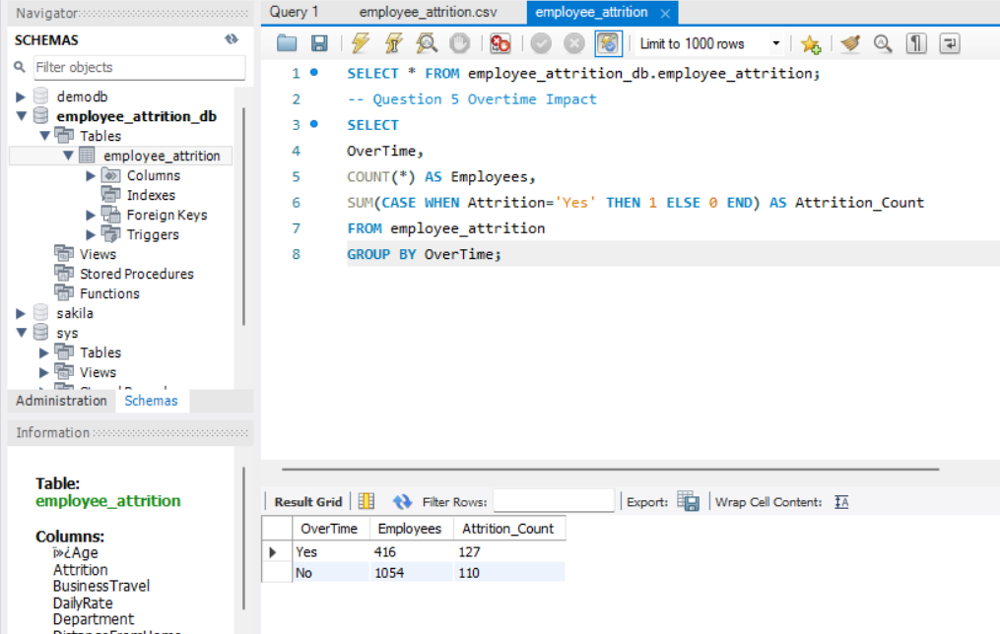 Navigator
SCHEMAS
Filter objects
demodb
employee_attrition_db
Tables
employee_attrition
Columns
Indexes
Foreign Keys
Triggers
Views
Stored Procedures
Functions
sakila
sys
Tables
Views
Administration Schemas
Information
Table:
employee_attrition
Columns:
ï»¿Age
Attrition
BusinessTravel
DailyRate
Department
Query 1 employee_attrition.csv employee_attrition
Limit to 1000 rows
1 SELECT * FROM employee_attrition_db.employee_attrition;
2 -- Question 5 Overtime Impact
3 SELECT
4 OverTime,
5 COUNT(*) AS Employees,
6 SUM(CASE WHEN Attrition='Yes' THEN 1 ELSE 0 END) AS Attrition_Count
7 FROM employee_attrition
8 GROUP BY OverTime;
Result Grid Filter Rows: Export: Wrap Cell Content:
OverTime Employees Attrition_Count
Yes 416 127
No 1054 110